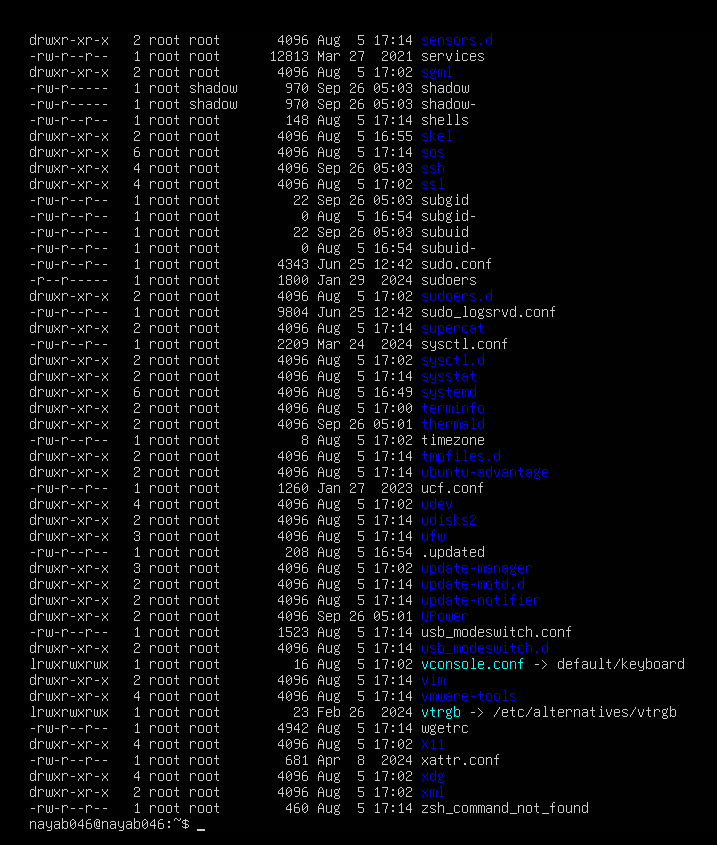 drwxr-xr-x   2 root root       4096 Aug  5 17:14 sensors.d
-rw-r--r--   1 root root      12813 Mar 27  2021 services
drwxr-xr-x   2 root root       4096 Aug  5 17:02 sgml
-rw-r-----   1 root shadow      970 Sep 26 05:03 shadow
-rw-r-----   1 root shadow      970 Sep 26 05:03 shadow-
-rw-r--r--   1 root root        148 Aug  5 17:14 shells
drwxr-xr-x   2 root root       4096 Aug  5 16:55 skel
drwxr-xr-x   6 root root       4096 Aug  5 17:14 sos
drwxr-xr-x   4 root root       4096 Sep 26 05:03 ssh
drwxr-xr-x   4 root root       4096 Aug  5 17:02 ssl
-rw-r--r--   1 root root         22 Sep 26 05:03 subgid
-rw-r--r--   1 root root          0 Aug  5 16:54 subgid-
-rw-r--r--   1 root root         22 Sep 26 05:03 subuid
-rw-r--r--   1 root root          0 Aug  5 16:54 subuid-
-rw-r--r--   1 root root       4343 Jun 25 12:42 sudo.conf
-r--r-----   1 root root       1800 Jan 29  2024 sudoers
drwxr-xr-x   2 root root       4096 Aug  5 17:02 sudoers.d
-rw-r--r--   1 root root       9804 Jun 25 12:42 sudo_logsrvd.conf
drwxr-xr-x   2 root root       4096 Aug  5 17:14 supercat
-rw-r--r--   1 root root       2209 Mar 24  2024 sysctl.conf
drwxr-xr-x   2 root root       4096 Aug  5 17:02 sysctl.d
drwxr-xr-x   2 root root       4096 Aug  5 17:14 sysstat
drwxr-xr-x   6 root root       4096 Aug  5 16:49 systemd
drwxr-xr-x   2 root root       4096 Aug  5 17:00 terminfo
drwxr-xr-x   2 root root       4096 Sep 26 05:01 thermald
-rw-r--r--   1 root root          8 Aug  5 17:02 timezone
drwxr-xr-x   2 root root       4096 Aug  5 17:14 tmpfiles.d
drwxr-xr-x   2 root root       4096 Aug  5 17:14 ubuntu-advantage
-rw-r--r--   1 root root       1260 Jan 27  2023 ucf.conf
drwxr-xr-x   4 root root       4096 Aug  5 17:02 udev
drwxr-xr-x   2 root root       4096 Aug  5 17:14 udisks2
drwxr-xr-x   3 root root       4096 Aug  5 17:14 ufw
-rw-r--r--   1 root root        208 Aug  5 16:54 .updated
drwxr-xr-x   3 root root       4096 Aug  5 17:02 update-manager
drwxr-xr-x   2 root root       4096 Aug  5 17:14 update-motd.d
drwxr-xr-x   2 root root       4096 Aug  5 17:14 update-notifier
drwxr-xr-x   2 root root       4096 Sep 26 05:01 UPower
-rw-r--r--   1 root root       1523 Aug  5 17:14 usb_modeswitch.conf
drwxr-xr-x   2 root root       4096 Aug  5 17:14 usb_modeswitch.d
lrwxrwxrwx   1 root root         16 Aug  5 17:02 vconsole.conf -> default/keyboard
drwxr-xr-x   2 root root       4096 Aug  5 17:14 vim
drwxr-xr-x   4 root root       4096 Aug  5 17:14 vmware-tools
lrwxrwxrwx   1 root root         23 Feb 26  2024 vtrgb -> /etc/alternatives/vtrgb
-rw-r--r--   1 root root       4942 Aug  5 17:14 wgetrc
drwxr-xr-x   4 root root       4096 Aug  5 17:02 X11
-rw-r--r--   1 root root        681 Apr  8  2024 xattr.conf
drwxr-xr-x   4 root root       4096 Aug  5 17:02 xdg
drwxr-xr-x   2 root root       4096 Aug  5 17:02 xml
-rw-r--r--   1 root root        460 Aug  5 17:14 zsh_command_not_found
nayab046@nayab046:~$ _